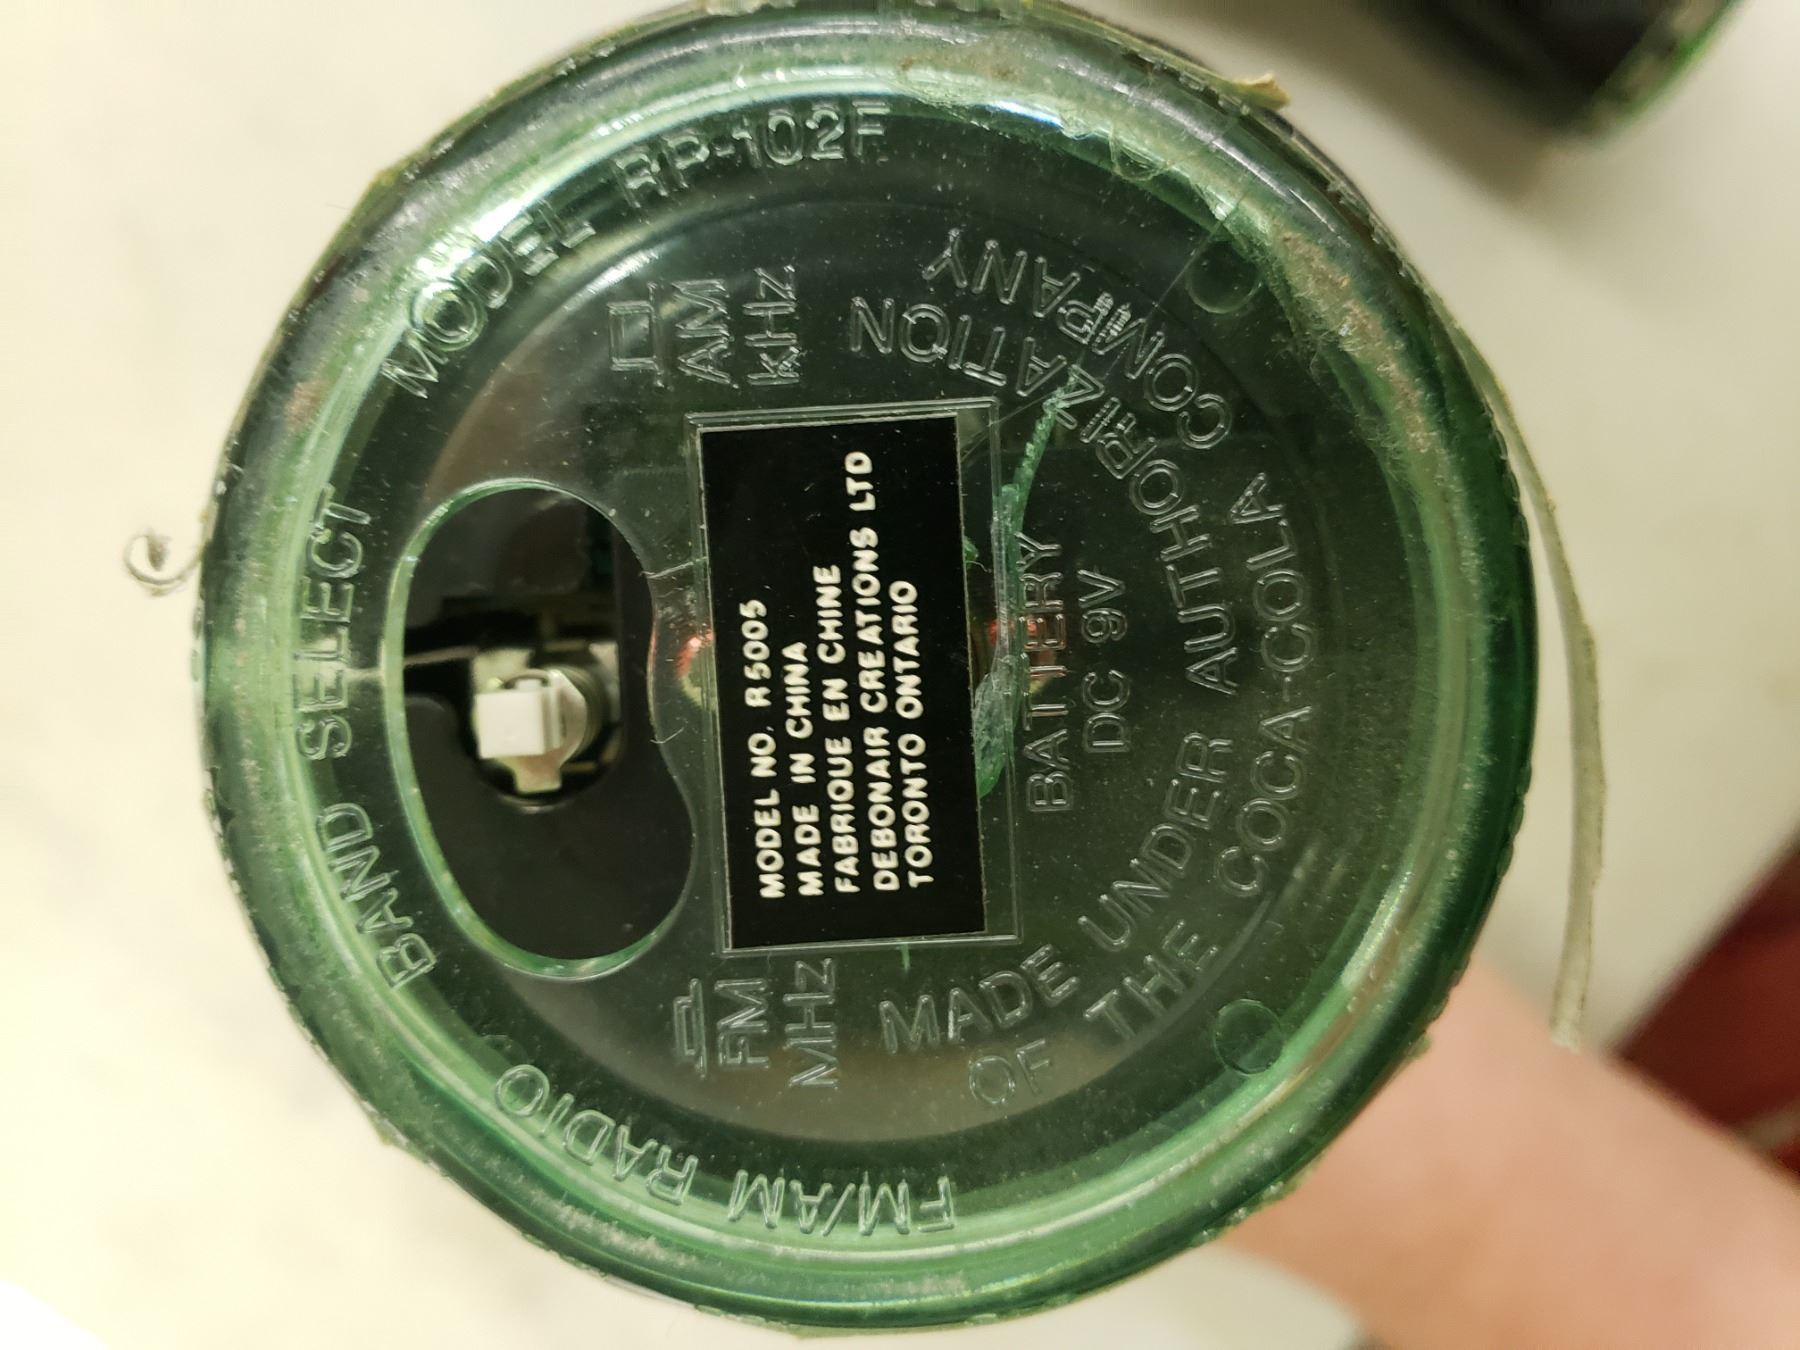 MODEL RP-102F
BAND SELECT
FM/AM RADIO
AM
kHz
FM
MHz
MODEL NO. R5005
MADE IN CHINA
FABRIQUE EN CHINE
DEBONAIR CREATIONS LTD
TORONTO ONTARIO
BATTERY
DC 9V
MADE UNDER AUTHORIZATION
OF THE COCA-COLA COMPANY